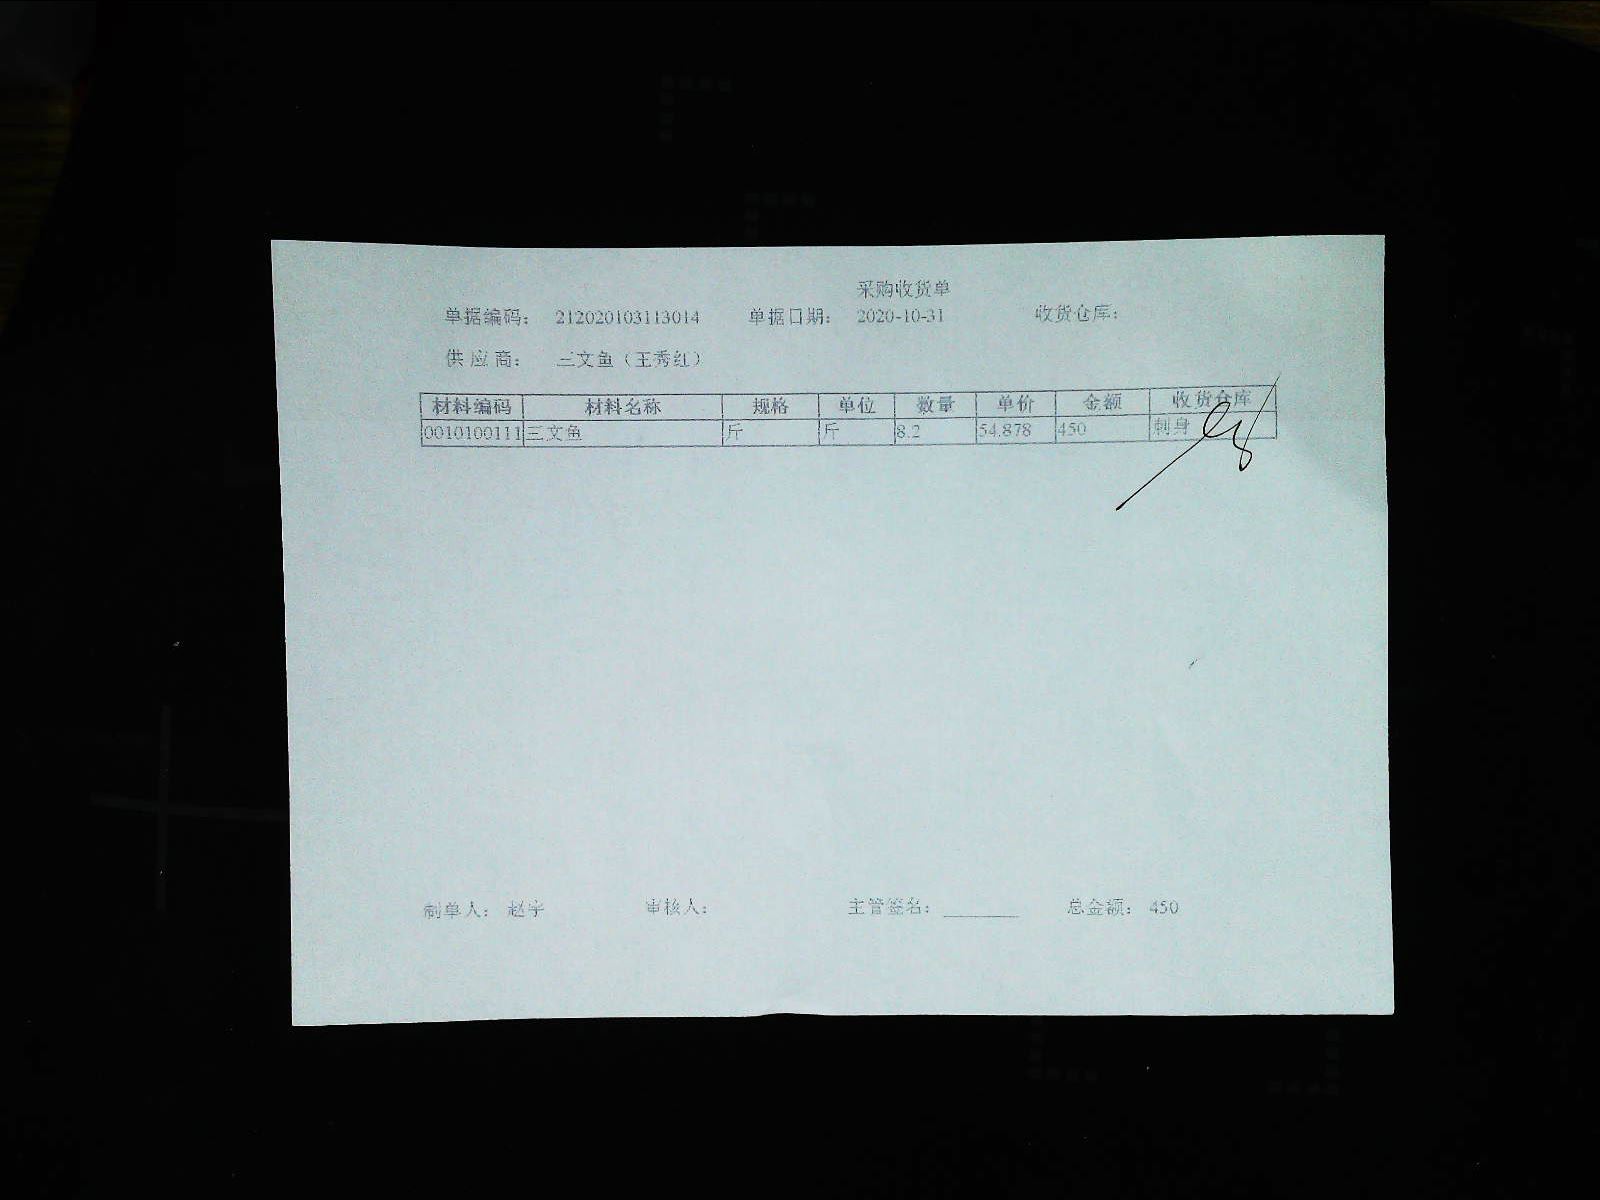 采购收货单
单据编码： 212020103113014 单据日期： 2020-10-31 收货仓库：
供应商： 三文鱼（王秀红）
材料编码 材料名称 规格 单位 数量 单价 金额 收货仓库
0010100111 三文鱼 斤 斤 8.2 54.878 450 刺身
制单人： 赵宇 审核人： 主管签名： 总金额： 450